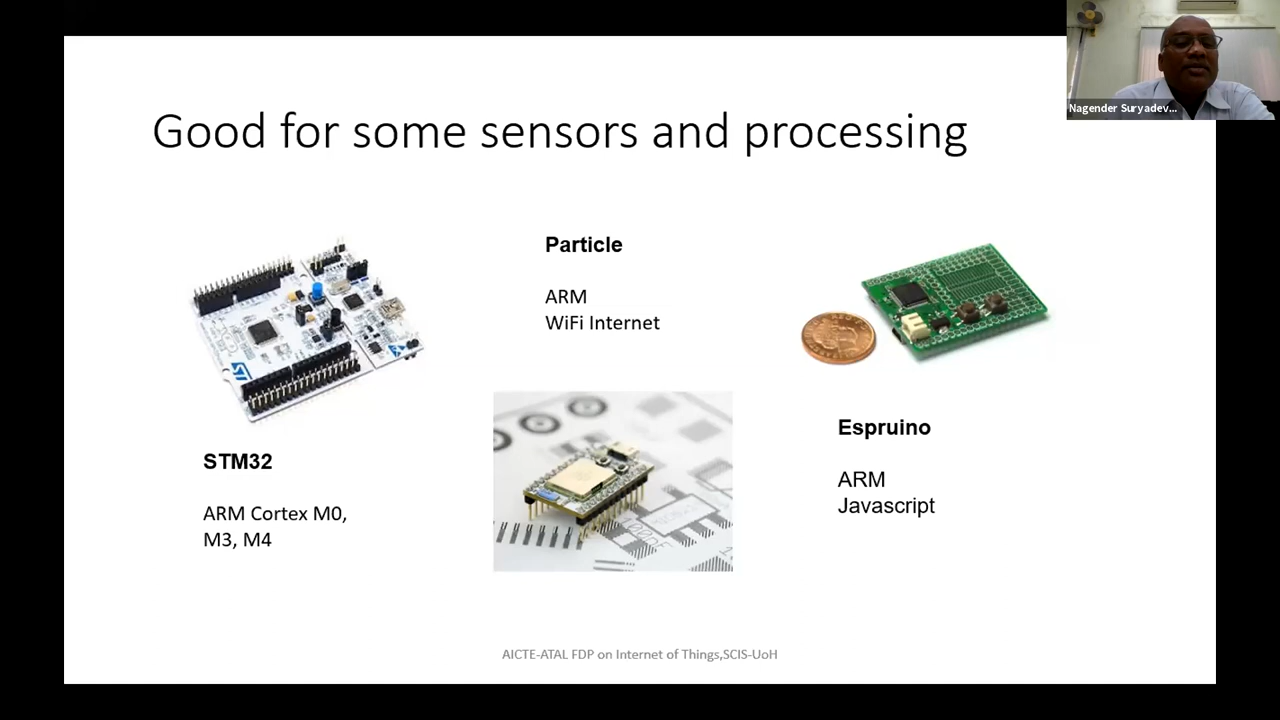 Nagender Suryadev...
Good for some sensors and processing
Particle
ARM
WiFi Internet
STM32
ARM Cortex M0,
M3, M4
Espruino
ARM
Javascript
AICTE-ATAL FDP on Internet of Things,SCIS-UoH
ST